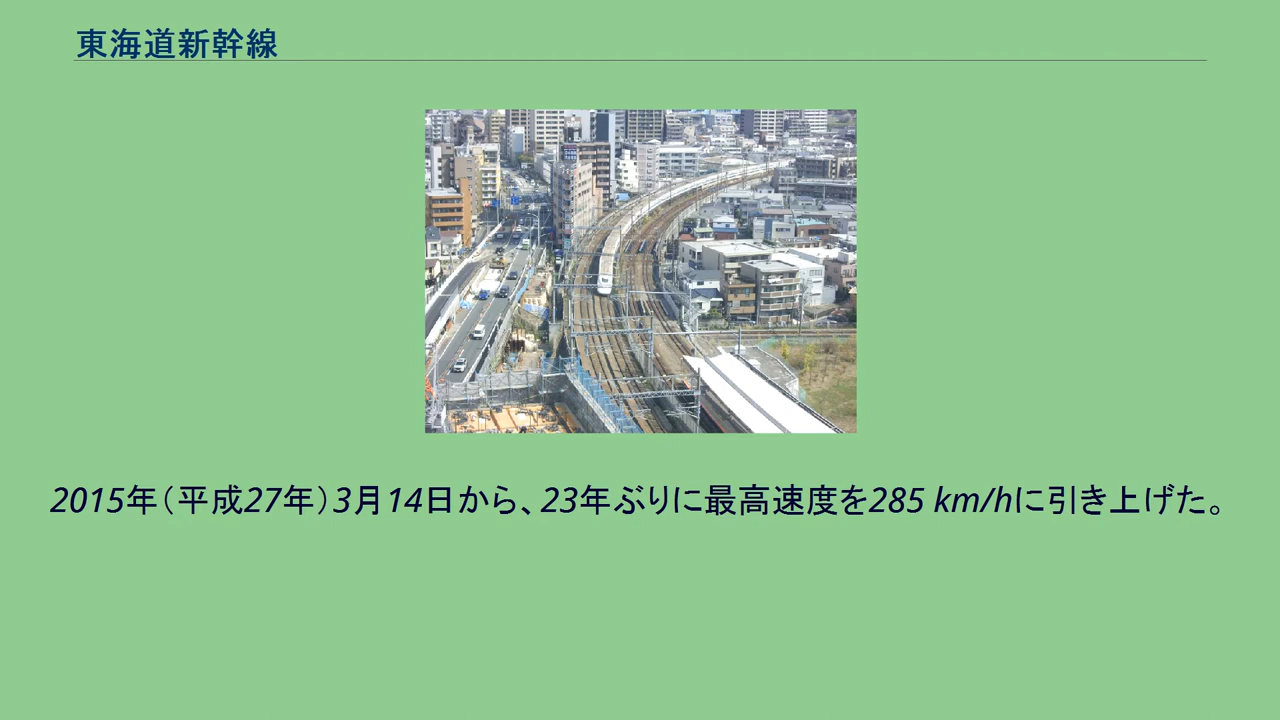 東海道新幹線
2015年（平成27年）3月14日から、23年ぶりに最高速度を285 km/hに引き上げた。